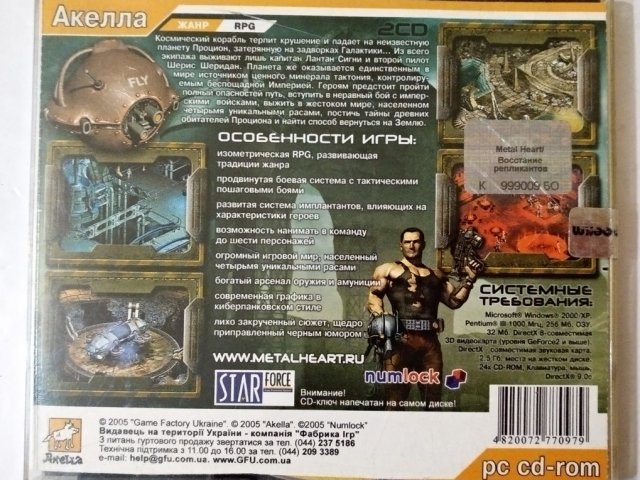 Акелла
ЖАНР RPG
2CD
Космический корабль терпит крушение и падает на неизвестную
планету Процион, затерянную на задворках Галактики... Из всего
экипажа выживают лишь капитан Лантан Сигни и второй пилот
Шерис Шеридан. Планета же оказывается единственным в
мире источником ценного минерала тактония, контролируе-
мым беспощадной Империей. Героям предстоит пройти
полный опасностей путь, вступить в неравный бой с импер-
скими войсками, выжить в жестоком мире, населенном
четырьмя уникальными расами, постичь тайны древних
обитателей Проциона и найти способ вернуться на Землю.
FLY
ОСОБЕННОСТИ ИГРЫ:
изометрическая RPG, развивающая
традиции жанра
продвинутая боевая система с тактическими
пошаговыми боями
развитая система имплантантов, влияющих на
характеристики героев
возможность нанимать в команду
до шести персонажей
огромный игровой мир, населенный
четырьмя уникальными расами
богатый арсенал оружия и амуниции
современная графика в
киберпанковском стиле
лихо закрученный сюжет, щедро
приправленный черным юмором
Metal Heart/
Восстание
репликантов
К 999009 60
СИСТЕМНЫЕ
ТРЕБОВАНИЯ:
Microsoft® Windows® 2000/XP,
Pentium® III 1000 Мгц, 256 Мб. ОЗУ,
32 Мб. DirectX 8-совместимая
3D видеокарта (уровня GeForce2 и выше),
DirectX - совместимая звуковая карта,
2.5 Гб. места на жёстком диске,
24x CD-ROM, Клавиатура, мышь,
DirectX® 9.0c
WWW.METALHEART.RU
STAR FORCE
numlock
Внимание!
CD-ключ напечатан на самом диске!
© 2005 "Game Factory Ukraine". © 2005 "Akella". ©2005 "Numlock"
Видавець на території України - компанія "Фабрика Ігр"
З питань гуртового продажу звертатися за тел. (044) 237 5186
Технічна підтримка з 11.00 до 16.00 за тел. (044) 209 3389
e-mail: help@gfu.com.ua, www.GFU.com.ua
Akella
4820072770979
pc cd-rom